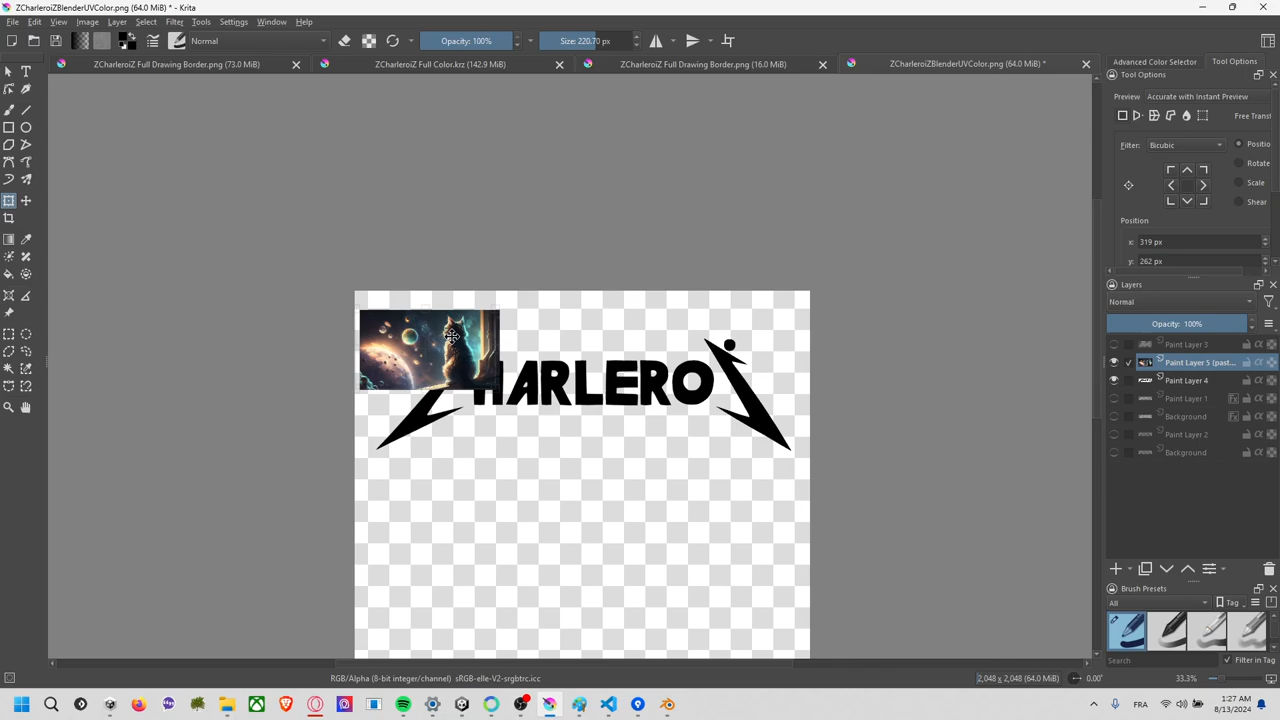 ZCharleroiZBlenderUVColor.png (64.0 MiB) * - Krita
File Edit View Image Layer Select Filter Tools Settings Window Help
Normal Opacity: 100% Size: 220.70 px
ZCharleroiZ Full Drawing Border.png (73.0 MiB) ZCharleroiZ Full Color.krz (142.9 MiB) ZCharleroiZ Full Drawing Border.png (16.0 MiB) ZCharleroiZBlenderUVColor.png (64.0 MiB) *
Advanced Color Selector Tool Options
Tool Options
Preview Accurate with Instant Preview
Free Transf
Filter: Bicubic Positio
Rotate
Scale
Shear
Position
x: 319 px
y: 262 px
Layers
Normal
Opacity: 100%
Paint Layer 3
Paint Layer 5 (past...
Paint Layer 4
Paint Layer 1
Background
Paint Layer 2
Background
HARLEROI
Brush Presets
All Tag
Search Filter in Tag
RGB/Alpha (8-bit integer/channel) sRGB-elle-V2-srgbtrc.icc 2,048 x 2,048 (64.0 MiB) 0.00° 33.3%
FRA 1:27 AM
8/13/2024